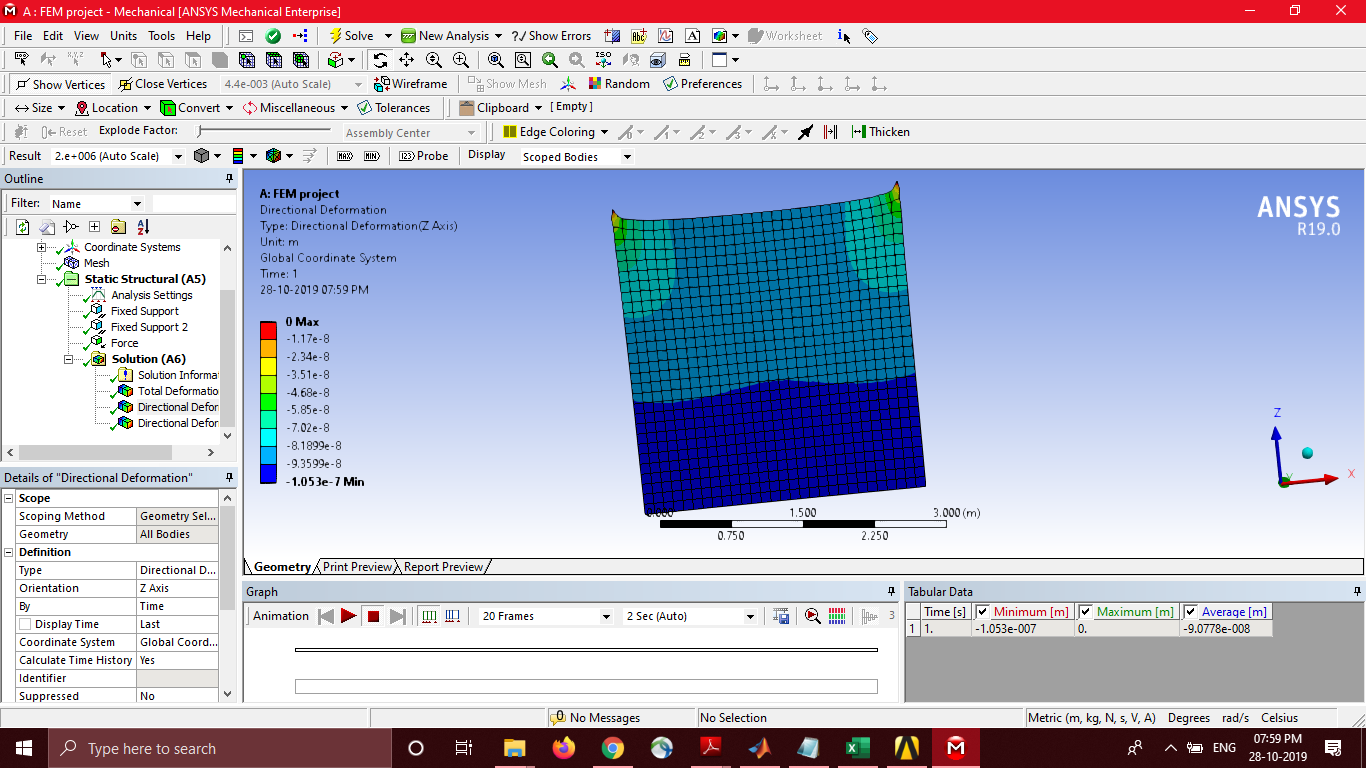 A : FEM project - Mechanical [ANSYS Mechanical Enterprise]
File Edit View Units Tools Help Solve New Analysis ?/ Show Errors Worksheet
Show Vertices Close Vertices 4.4e-003 (Auto Scale) Wireframe Show Mesh Random Preferences
Size Location Convert Miscellaneous Tolerances Clipboard [ Empty ]
Reset Explode Factor: Assembly Center Edge Coloring Thicken
Result 2.e+006 (Auto Scale) MAX MIN 123 Probe Display Scoped Bodies
Outline
Filter: Name
Coordinate Systems
Mesh
Static Structural (A5)
Analysis Settings
Fixed Support
Fixed Support 2
Force
Solution (A6)
Solution Informa
Total Deformatio
Directional Defor
Directional Defor
A: FEM project
Directional Deformation
Type: Directional Deformation(Z Axis)
Unit: m
Global Coordinate System
Time: 1
28-10-2019 07:59 PM
0 Max
-1.17e-8
-2.34e-8
-3.51e-8
-4.68e-8
-5.85e-8
-7.02e-8
-8.1899e-8
-9.3599e-8
-1.053e-7 Min
ANSYS
R19.0
Z
X
Y
0.000 1.500 3.000 (m)
0.750 2.250
Geometry Print Preview Report Preview
Details of "Directional Deformation"
Scope
Scoping Method Geometry Sel...
Geometry All Bodies
Definition
Type Directional D...
Orientation Z Axis
By Time
Display Time Last
Coordinate System Global Coord...
Calculate Time History Yes
Identifier
Suppressed No
Graph
Animation 20 Frames 2 Sec (Auto) 3
Tabular Data
Time [s] Minimum [m] Maximum [m] Average [m]
1 1. -1.053e-007 0. -9.0778e-008
0 No Messages No Selection Metric (m, kg, N, s, V, A) Degrees rad/s Celsius
Type here to search ENG 07:59 PM
28-10-2019